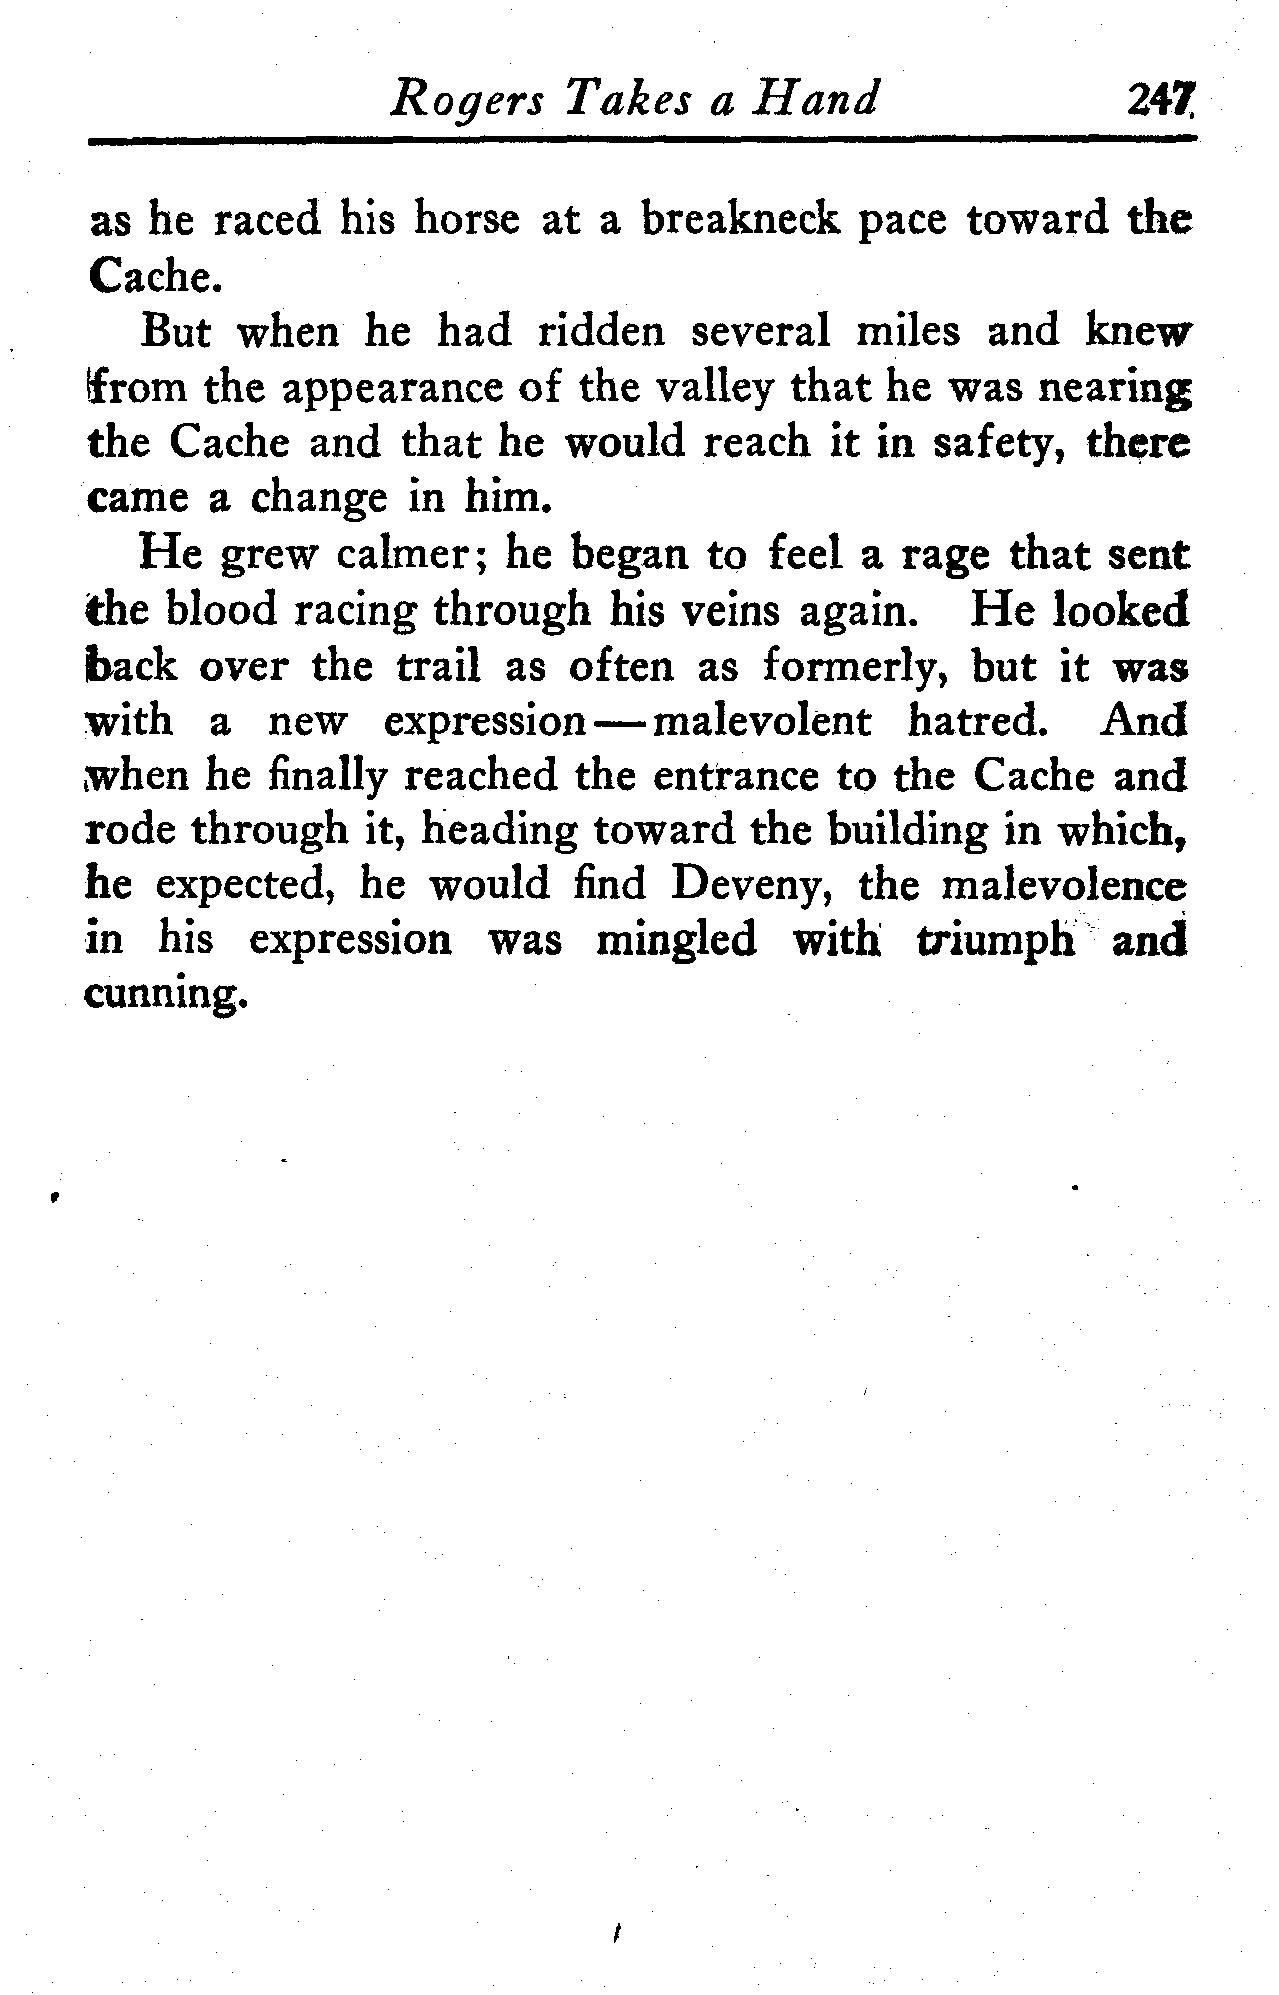 Rogers Takes a Hand 247
as he raced his horse at a breakneck pace toward the
Cache.
But when he had ridden several miles and knew
from the appearance of the valley that he was nearing
the Cache and that he would reach it in safety, there
came a change in him.
He grew calmer; he began to feel a rage that sent
the blood racing through his veins again. He looked
back over the trail as often as formerly, but it was
with a new expression—malevolent hatred. And
when he finally reached the entrance to the Cache and
rode through it, heading toward the building in which,
he expected, he would find Deveny, the malevolence
in his expression was mingled with triumph and
cunning.